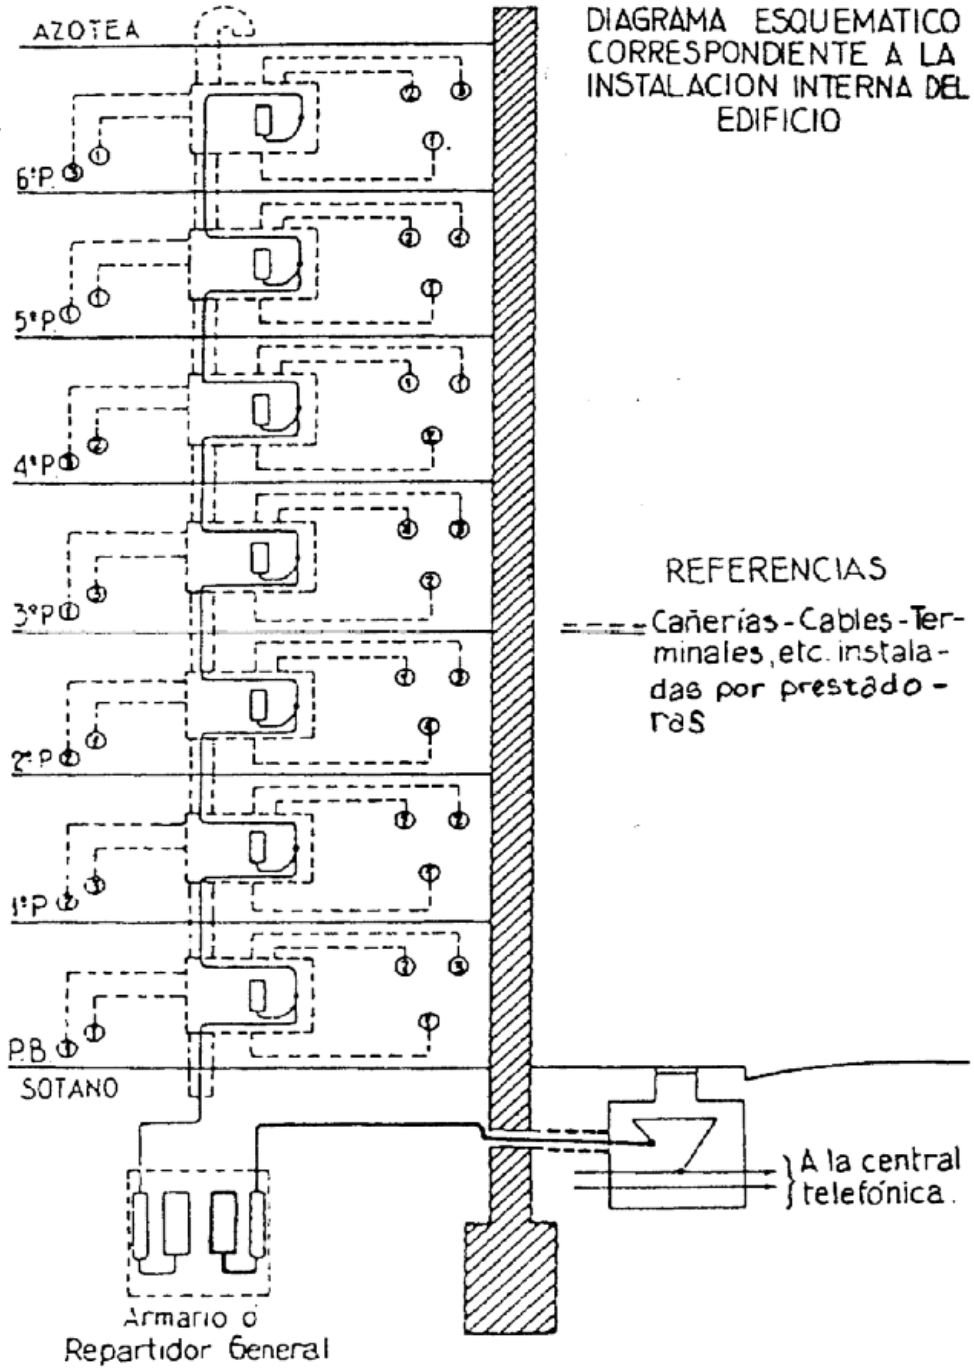 DIAGRAMA ESQUEMATICO
CORRESPONDIENTE A LA
INSTALACION INTERNA DEL
EDIFICIO
AZOTEA
6°P.
5°P.
4°P.
3°P
2°P
1°P
P.B.
SOTANO
REFERENCIAS
Cañerías-Cables-Ter-
minales, etc. instala-
das por prestado-
ras
A la central
telefónica.
Armario ó
Repartidor General